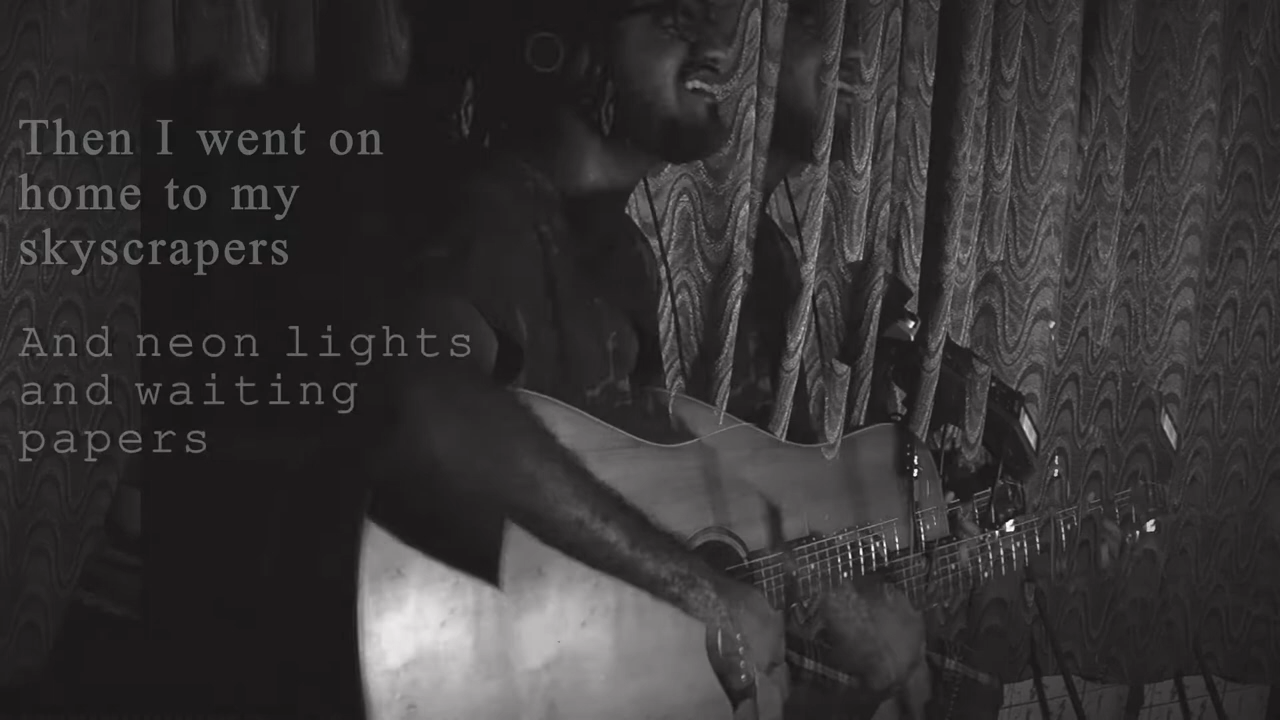 Then I went on
home to my
skyscrapers
And neon lights
and waiting
papers